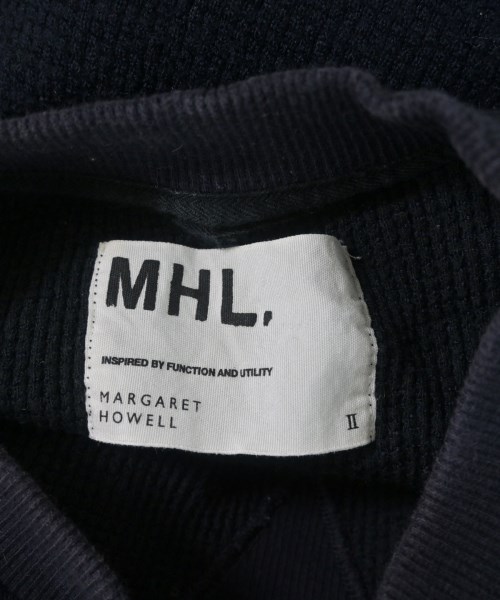 MHL.
INSPIRED BY FUNCTION AND UTILITY
MARGARET
HOWELL
II